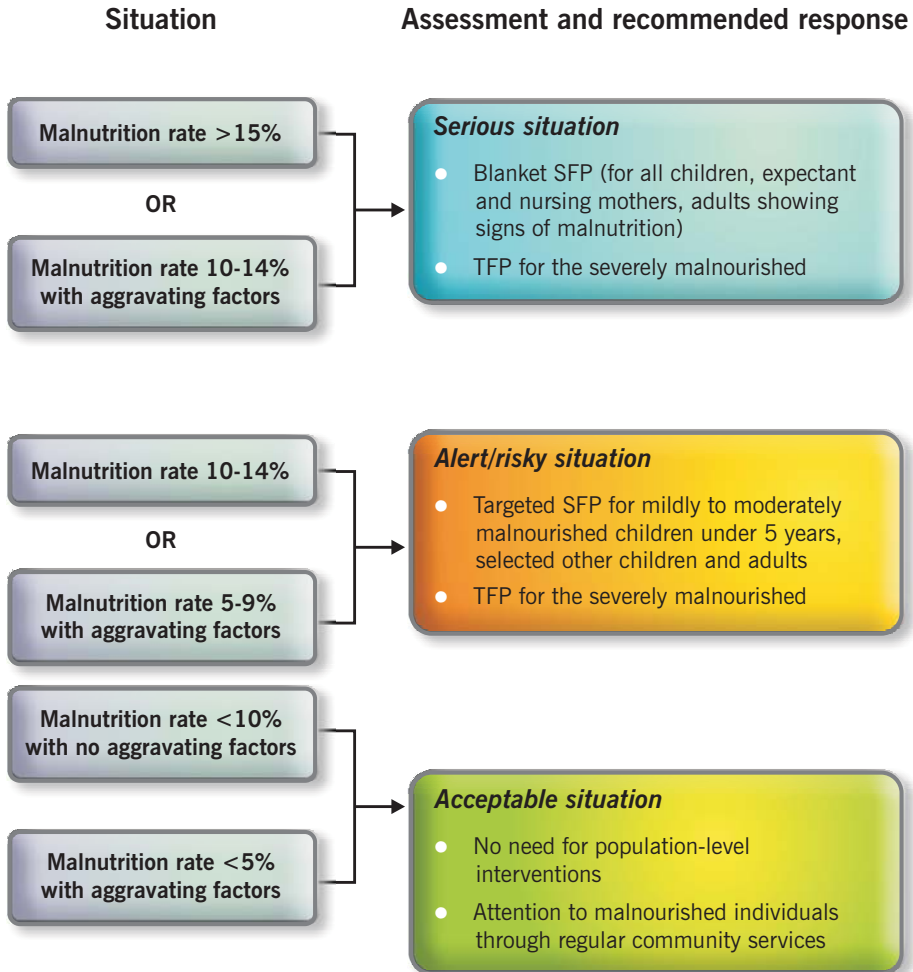 Situation
Assessment and recommended response
Malnutrition rate >15%
OR
Malnutrition rate 10-14%
with aggravating factors
Serious situation
Blanket SFP (for all children, expectant
and nursing mothers, adults showing
signs of malnutrition)
TFP for the severely malnourished
Malnutrition rate 10-14%
OR
Malnutrition rate 5-9%
with aggravating factors
Alert/risky situation
Targeted SFP for mildly to moderately
malnourished children under 5 years,
selected other children and adults
TFP for the severely malnourished
Malnutrition rate <10%
with no aggravating factors
Malnutrition rate <5%
with aggravating factors
Acceptable situation
No need for population-level
interventions
Attention to malnourished individuals
through regular community services